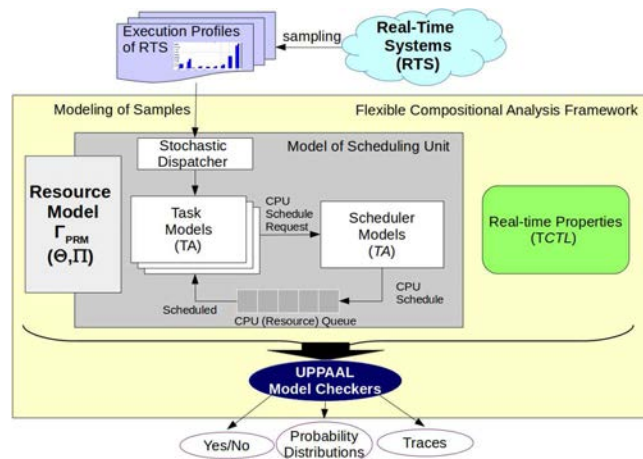 Execution Profiles
of RTS
sampling
Real-Time
Systems
(RTS)
Modeling of Samples
Flexible Compositional Analysis Framework
Stochastic
Dispatcher
Model of Scheduling Unit
Resource
Model
ΓPRM
(Θ,Π)
Task
Models
(TA)
CPU
Schedule
Request
Scheduler
Models
(TA)
Real-time Properties
(TCTL)
CPU
Schedule
Scheduled
CPU (Resource) Queue
UPPAAL
Model Checkers
Yes/No
Probability
Distributions
Traces